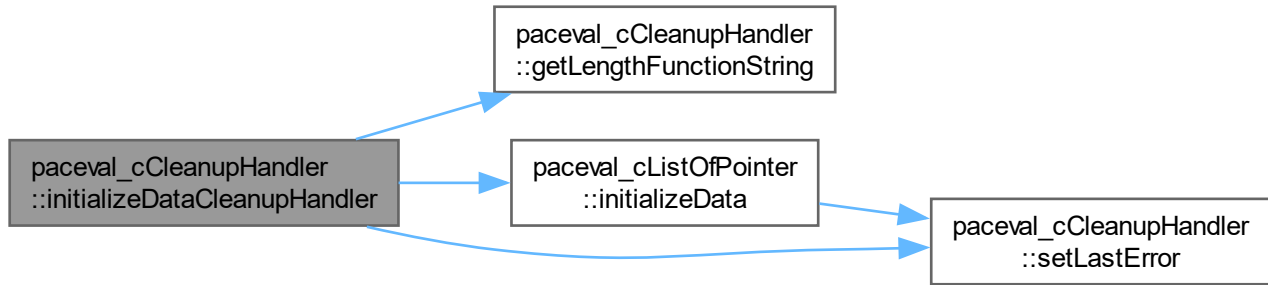 paceval_cCleanupHandler
::getLengthFunctionString
paceval_cCleanupHandler
::initializeDataCleanupHandler
paceval_cListOfPointer
::initializeData
paceval_cCleanupHandler
::setLastError